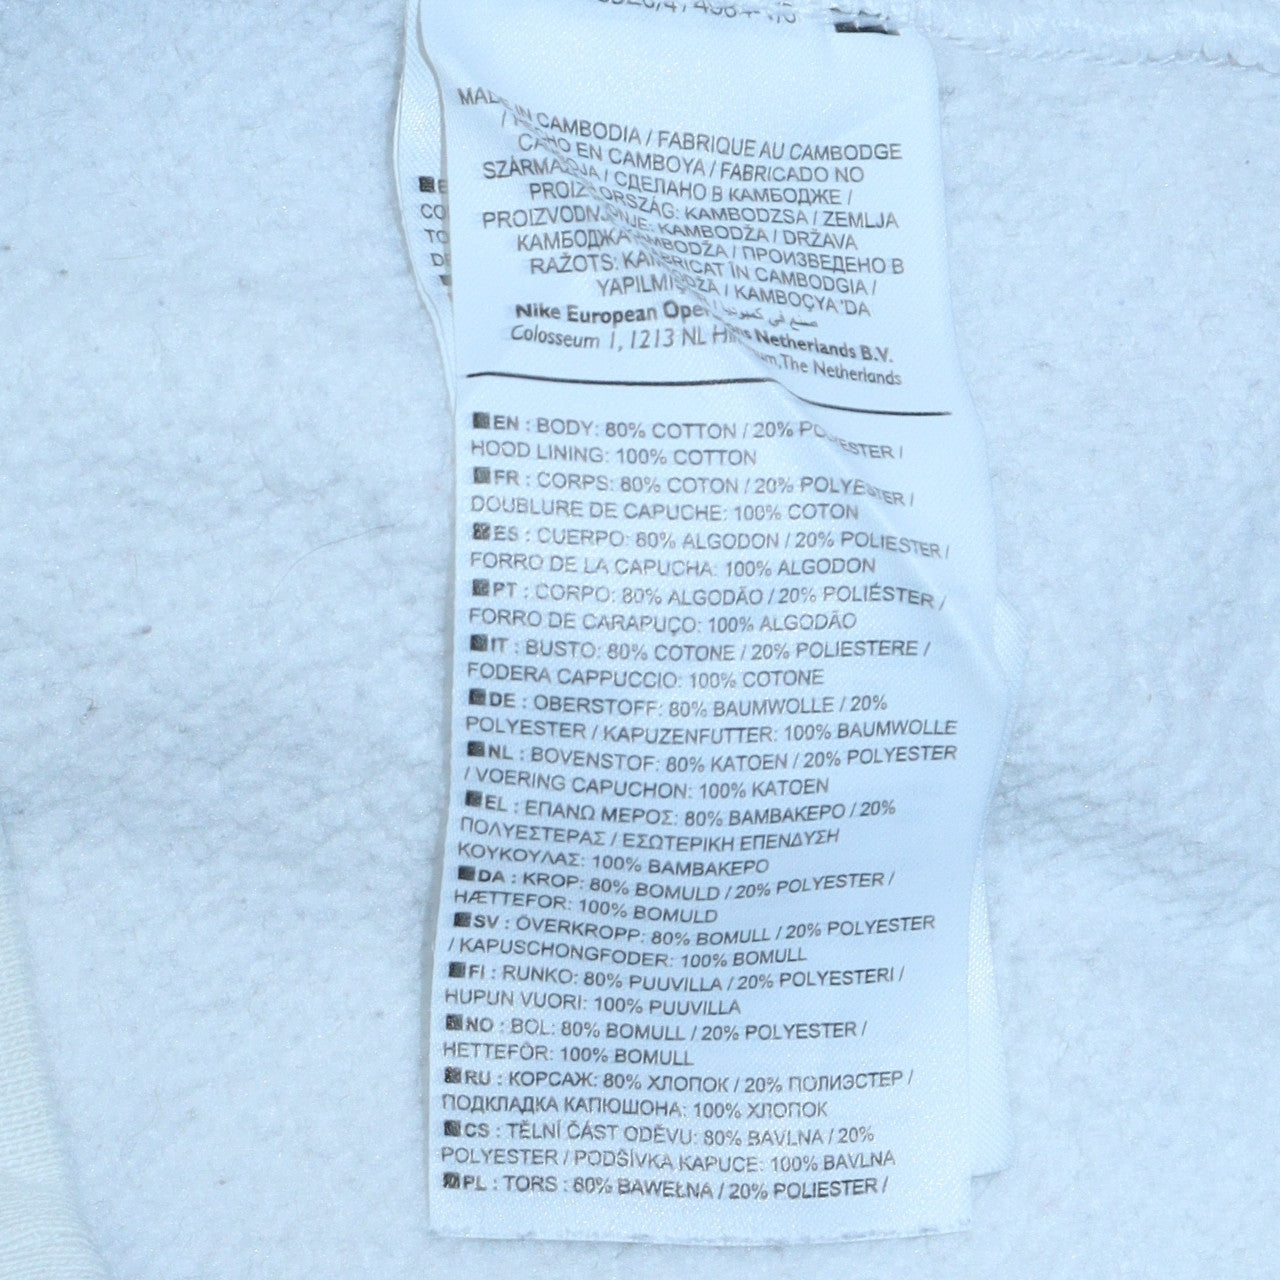 MADE IN CAMBODIA / FABRIQUE AU CAMBODGE
/ HECHO EN CAMBOYA / FABRICADO NO
/ СДЕЛАНО В КАМБОДЖЕ /
SZÁRMAZÁSI ORSZÁG: KAMBODZSA / ZEMLJA
KAMBODŽA / DRŽAVA
KAMBODŽA / ПРОИЗВЕДЕНО В
КАМБОДЖА / FABRICAT ÎN CAMBODGIA /
RAŽOTS: / KAMBOÇYA'DA
YAPILMIŞ
Nike European Operations Netherlands B.V.
Colosseum 1, 1213 NL Hilversum, The Netherlands
EN : BODY: 80% COTTON / 20% POLYESTER /
HOOD LINING: 100% COTTON
FR : CORPS: 80% COTON / 20% POLYESTER /
DOUBLURE DE CAPUCHE: 100% COTON
ES : CUERPO: 80% ALGODON / 20% POLIESTER /
FORRO DE LA CAPUCHA: 100% ALGODON
PT : CORPO: 80% ALGODÃO / 20% POLIÉSTER /
FORRO DE CARAPUÇO: 100% ALGODÃO
IT : BUSTO: 80% COTONE / 20% POLIESTERE /
FODERA CAPPUCCIO: 100% COTONE
DE : OBERSTOFF: 80% BAUMWOLLE / 20%
POLYESTER / KAPUZENFUTTER: 100% BAUMWOLLE
NL : BOVENSTOF: 80% KATOEN / 20% POLYESTER
/ VOERING CAPUCHON: 100% KATOEN
EL : ΕΠΑΝΩ ΜΕΡΟΣ: 80% ΒΑΜΒΑΚΕΡΟ / 20%
ΠΟΛΥΕΣΤΕΡΑΣ / ΕΣΩΤΕΡΙΚΗ ΕΠΕΝΔΥΣΗ
ΚΟΥΚΟΥΛΑΣ: 100% ΒΑΜΒΑΚΕΡΟ
DA : KROP: 80% BOMULD / 20% POLYESTER /
HÆTTEFOR: 100% BOMULD
SV : ÖVERKROPP: 80% BOMULL / 20% POLYESTER
/ KAPUSCHONGFODER: 100% BOMULL
FI : RUNKO: 80% PUUVILLA / 20% POLYESTERI /
HUPUN VUORI: 100% PUUVILLA
NO : BOL: 80% BOMULL / 20% POLYESTER /
HETTEFÔR: 100% BOMULL
RU : КОРСАЖ: 80% ХЛОПОК / 20% ПОЛИЭСТЕР /
ПОДКЛАДКА КАПЮШОНА: 100% ХЛОПОК
CS : TĚLNÍ ČÁST ODĚVU: 80% BAVLNA / 20%
POLYESTER / PODŠÍVKA KAPUCE: 100% BAVLNA
PL : TORS : 80% BAWEŁNA / 20% POLIESTER /